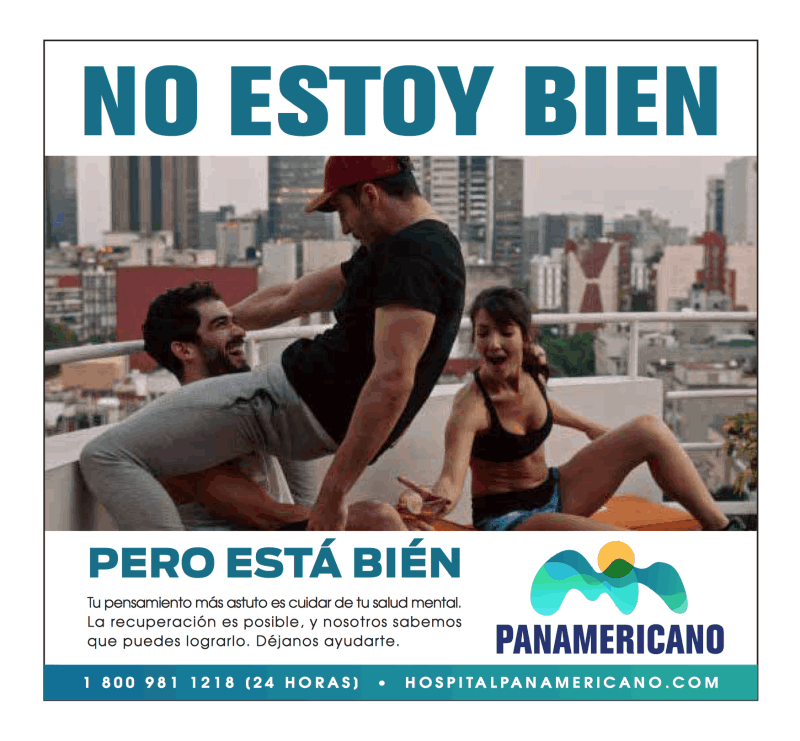 NO ESTOY BIEN
PERO ESTÁ BIÉN
Tu pensamiento más astuto es cuidar de tu salud mental.
La recuperación es posible, y nosotros sabemos
que puedes lograrlo. Déjanos ayudarte.
PANAMERICANO
1 800 981 1218 (24 HORAS) • HOSPITALPANAMERICANO.COM